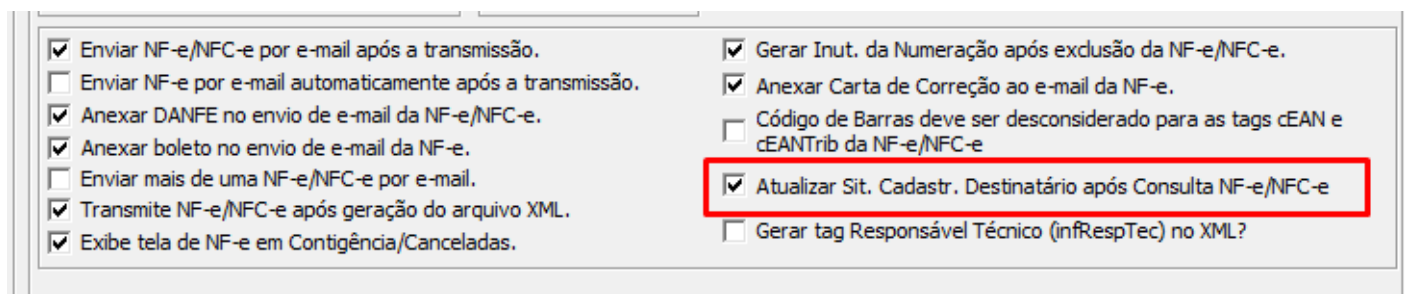 Enviar NF-e/NFC-e por e-mail após a transmissão.
Enviar NF-e por e-mail automaticamente após a transmissão.
Anexar DANFE no envio de e-mail da NF-e/NFC-e.
Anexar boleto no envio de e-mail da NF-e.
Enviar mais de uma NF-e/NFC-e por e-mail.
Transmite NF-e/NFC-e após geração do arquivo XML.
Exibe tela de NF-e em Contigência/Canceladas.
Gerar Inut. da Numeração após exclusão da NF-e/NFC-e.
Anexar Carta de Correção ao e-mail da NF-e.
Código de Barras deve ser desconsiderado para as tags cEAN e
cEANTrib da NF-e/NFC-e
Atualizar Sit. Cadastr. Destinatário após Consulta NF-e/NFC-e
Gerar tag Responsável Técnico (infRespTec) no XML?